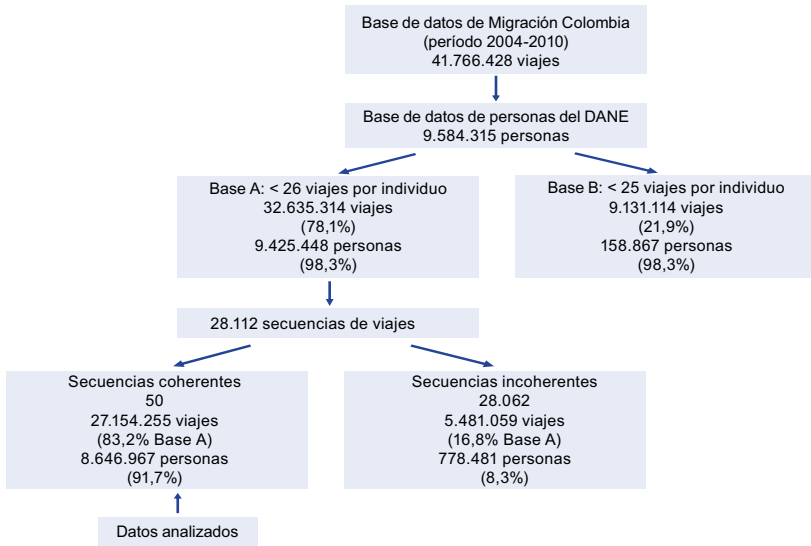 Base de datos de Migración Colombia
(período 2004-2010)
41.766.428 viajes
Base de datos de personas del DANE
9.584.315 personas
Base A: < 26 viajes por individuo
32.635.314 viajes
(78,1%)
9.425.448 personas
(98,3%)
Base B: < 25 viajes por individuo
9.131.114 viajes
(21,9%)
158.867 personas
(98,3%)
28.112 secuencias de viajes
Secuencias coherentes
50
27.154.255 viajes
(83,2% Base A)
8.646.967 personas
(91,7%)
Secuencias incoherentes
28.062
5.481.059 viajes
(16,8% Base A)
778.481 personas
(8,3%)
Datos analizados